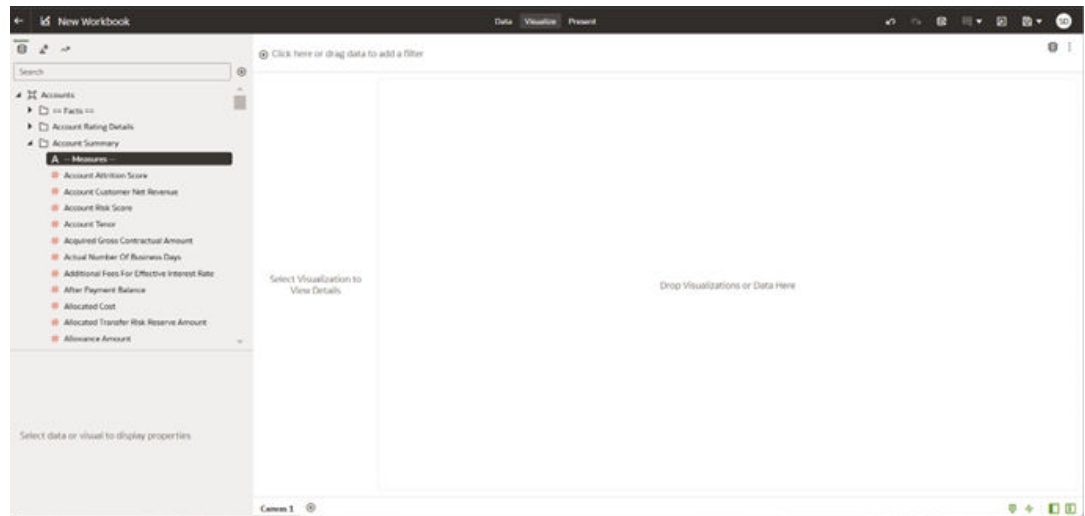 New Workbook
Data Visualize Present
SD
Search
Click here or drag data to add a filter
Accounts
== Facts ==
Account Rating Details
Account Summary
A -- Measures --
Account Attrition Score
Account Customer Net Revenue
Account Risk Score
Account Tenor
Acquired Gross Contractual Amount
Actual Number Of Business Days
Additional Fees For Effective Interest Rate
After Payment Balance
Allocated Cost
Allocated Transfer Risk Reserve Amount
Allowance Amount
Select Visualization to
View Details
Drop Visualizations or Data Here
Select data or visual to display properties
Canvas 1